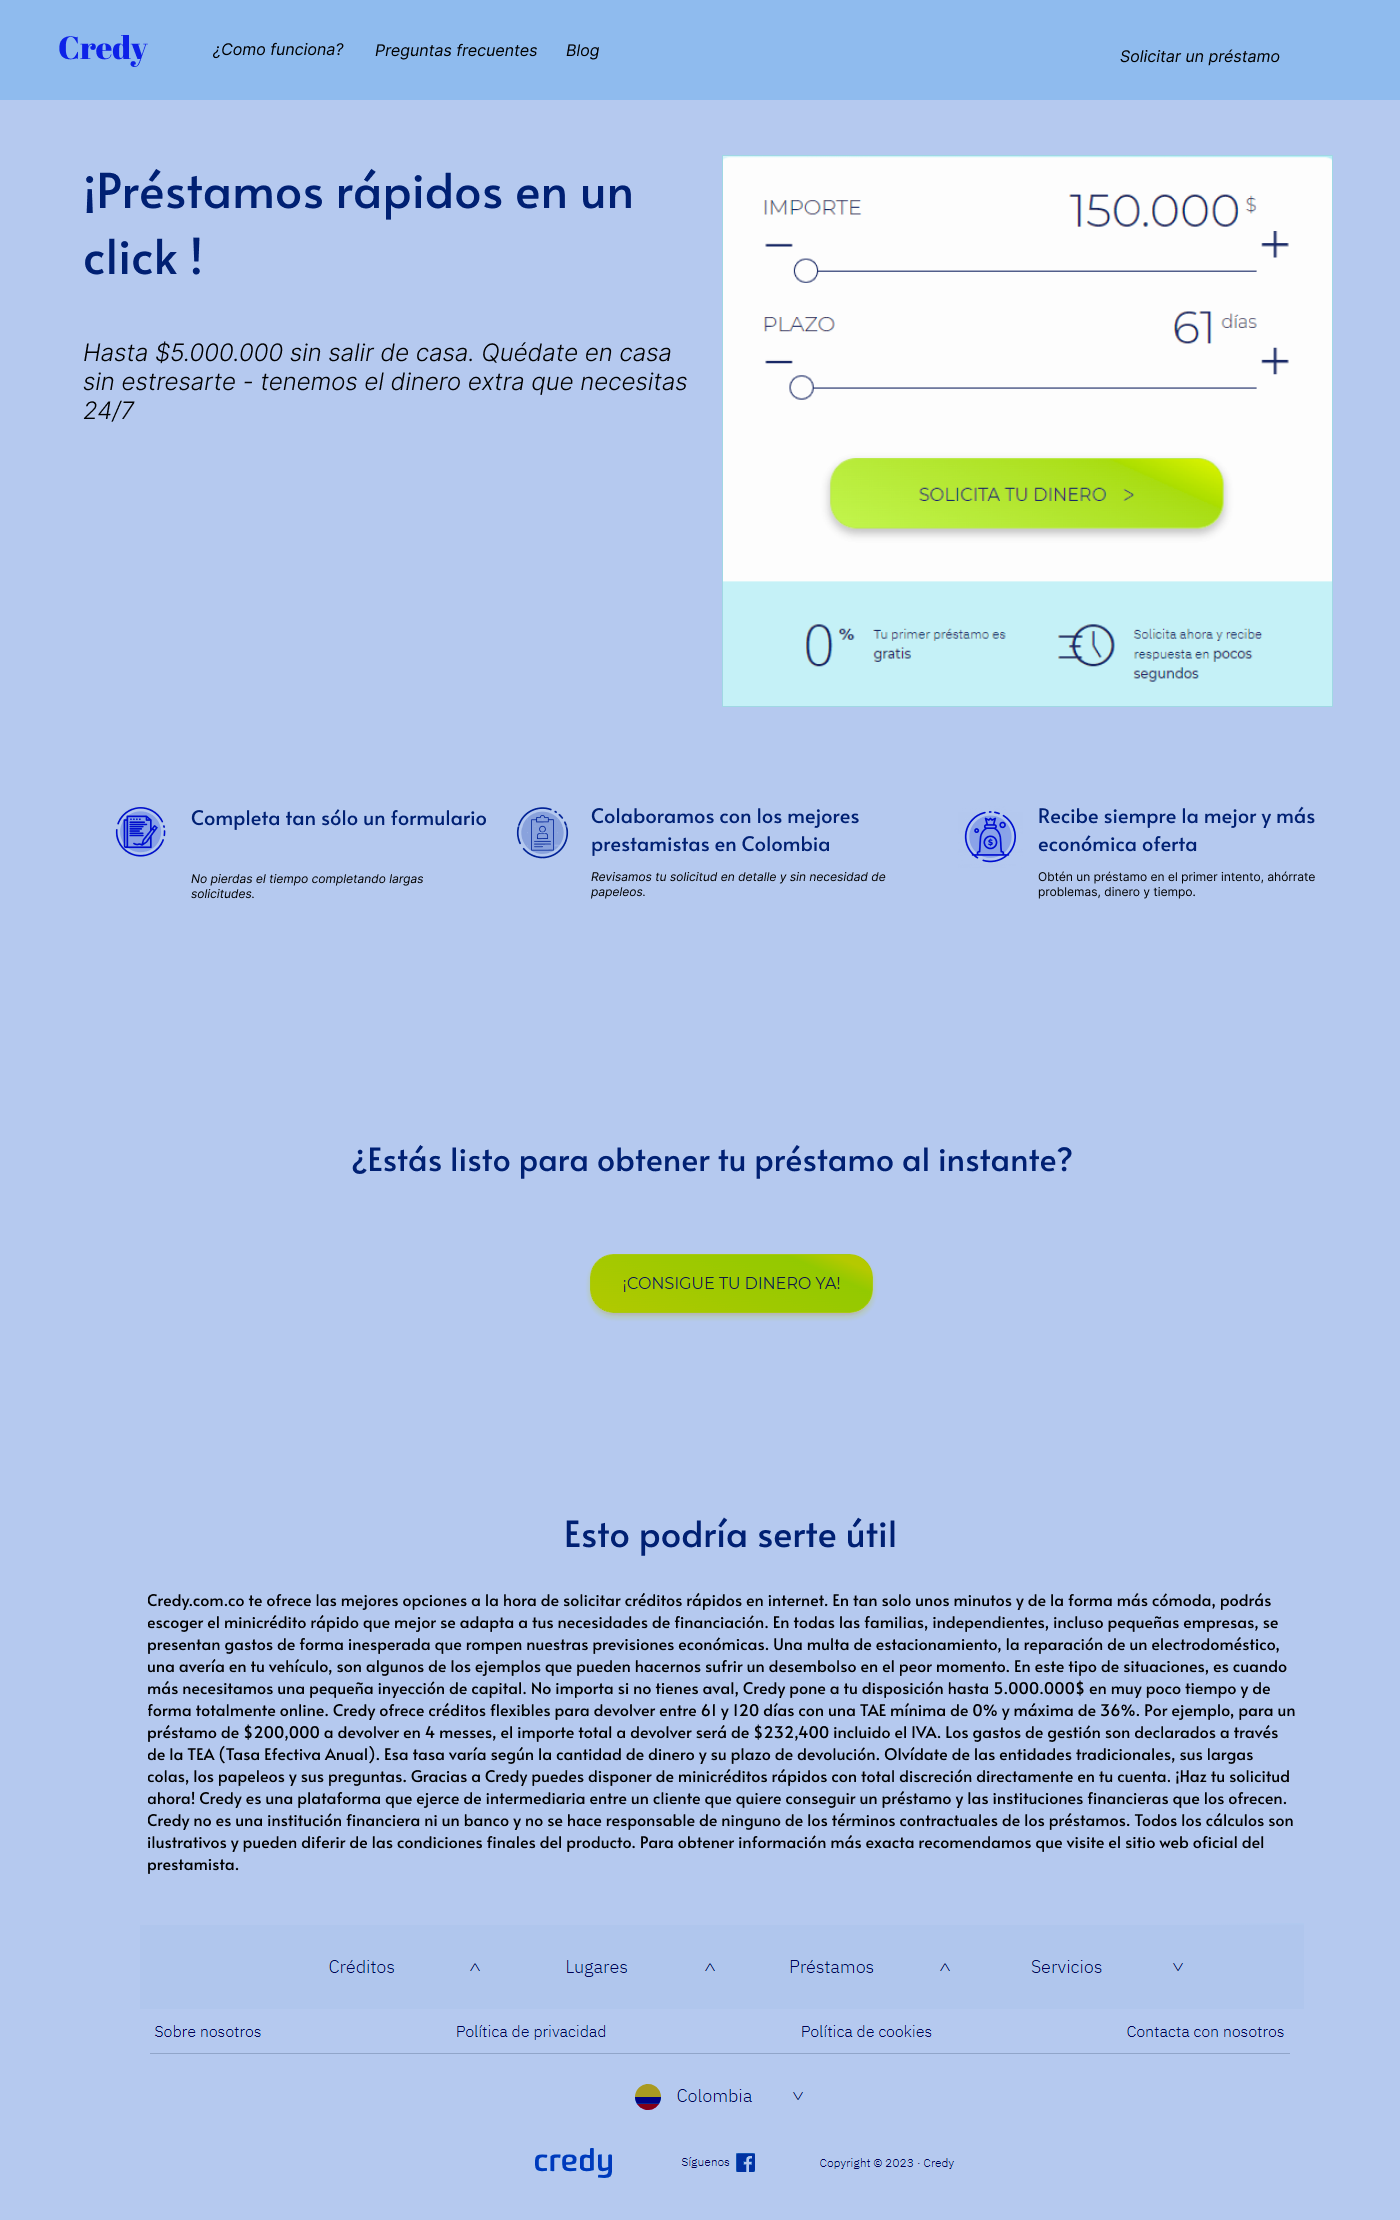 Credy
¿Como funciona?
Preguntas frecuentes
Blog
Solicitar un préstamo
¡Préstamos rápidos en un
click !
Hasta $5.000.000 sin salir de casa. Quédate en casa
sin estresarte - tenemos el dinero extra que necesitas
24/7
IMPORTE
150.000 $
PLAZO
61 días
SOLICITA TU DINERO >
0 %
Tu primer préstamo es
gratis
Solicita ahora y recibe
respuesta en pocos
segundos
Completa tan sólo un formulario
No pierdas el tiempo completando largas
solicitudes.
Colaboramos con los mejores
prestamistas en Colombia
Revisamos tu solicitud en detalle y sin necesidad de
papeleos.
Recibe siempre la mejor y más
económica oferta
Obtén un préstamo en el primer intento, ahórrate
problemas, dinero y tiempo.
¿Estás listo para obtener tu préstamo al instante?
¡CONSIGUE TU DINERO YA!
Esto podría serte útil
Credy.com.co te ofrece las mejores opciones a la hora de solicitar créditos rápidos en internet. En tan solo unos minutos y de la forma más cómoda, podrás
escoger el minicrédito rápido que mejor se adapta a tus necesidades de financiación. En todas las familias, independientes, incluso pequeñas empresas, se
presentan gastos de forma inesperada que rompen nuestras previsiones económicas. Una multa de estacionamiento, la reparación de un electrodoméstico,
una avería en tu vehículo, son algunos de los ejemplos que pueden hacernos sufrir un desembolso en el peor momento. En este tipo de situaciones, es cuando
más necesitamos una pequeña inyección de capital. No importa si no tienes aval, Credy pone a tu disposición hasta 5.000.000$ en muy poco tiempo y de
forma totalmente online. Credy ofrece créditos flexibles para devolver entre 61 y 120 días con una TAE mínima de 0% y máxima de 36%. Por ejemplo, para un
préstamo de $200,000 a devolver en 4 messes, el importe total a devolver será de $232,400 incluido el IVA. Los gastos de gestión son declarados a través
de la TEA (Tasa Efectiva Anual). Esa tasa varía según la cantidad de dinero y su plazo de devolución. Olvídate de las entidades tradicionales, sus largas
colas, los papeleos y sus preguntas. Gracias a Credy puedes disponer de minicréditos rápidos con total discreción directamente en tu cuenta. ¡Haz tu solicitud
ahora! Credy es una plataforma que ejerce de intermediaria entre un cliente que quiere conseguir un préstamo y las instituciones financieras que los ofrecen.
Credy no es una institución financiera ni un banco y no se hace responsable de ninguno de los términos contractuales de los préstamos. Todos los cálculos son
ilustrativos y pueden diferir de las condiciones finales del producto. Para obtener información más exacta recomendamos que visite el sitio web oficial del
prestamista.
Créditos
Lugares
Préstamos
Servicios
Sobre nosotros
Política de privacidad
Política de cookies
Contacta con nosotros
Colombia
credy
Síguenos
Copyright © 2023 · Credy